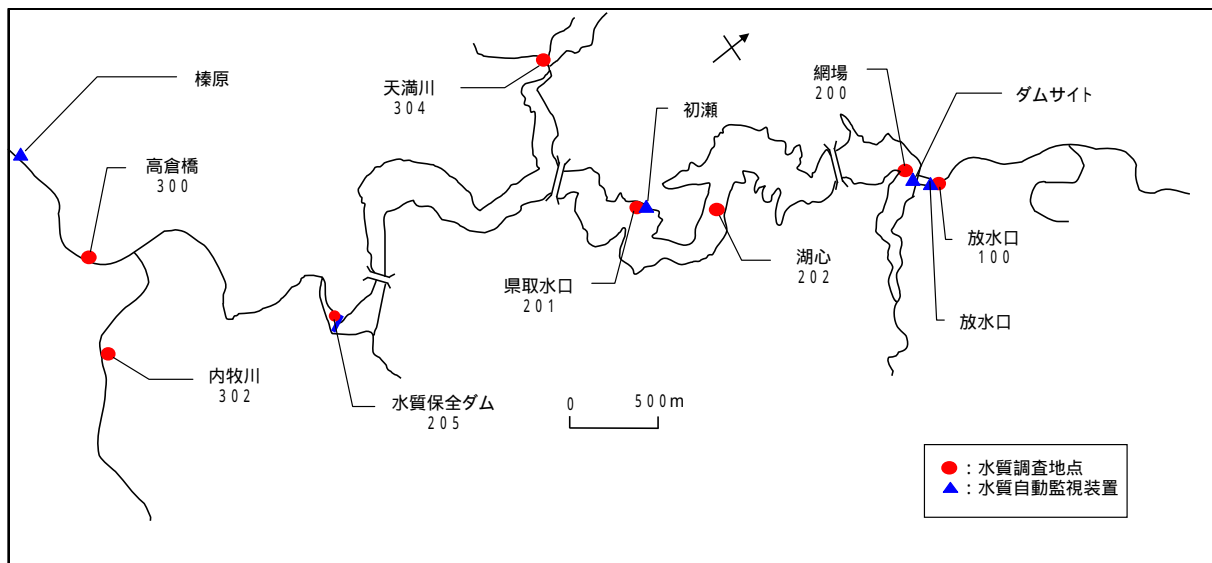 榛原
高倉橋
300
天満川
304
初瀬
網場
200
ダムサイト
県取水口
201
湖心
202
放水口
100
放水口
内牧川
302
水質保全ダム
205
0 500m
：水質調査地点
：水質自動監視装置